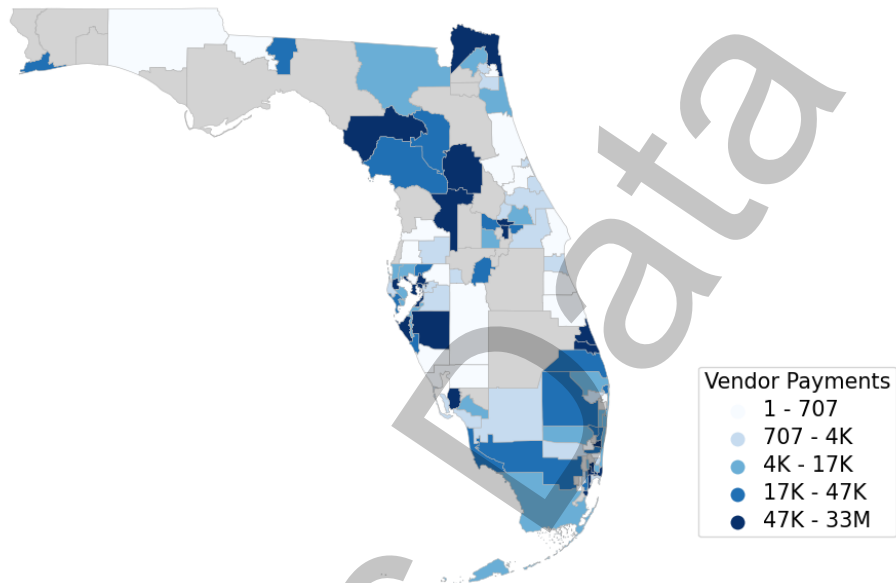 Vendor Payments
1 - 707
707 - 4K
4K - 17K
17K - 47K
47K - 33M
Data